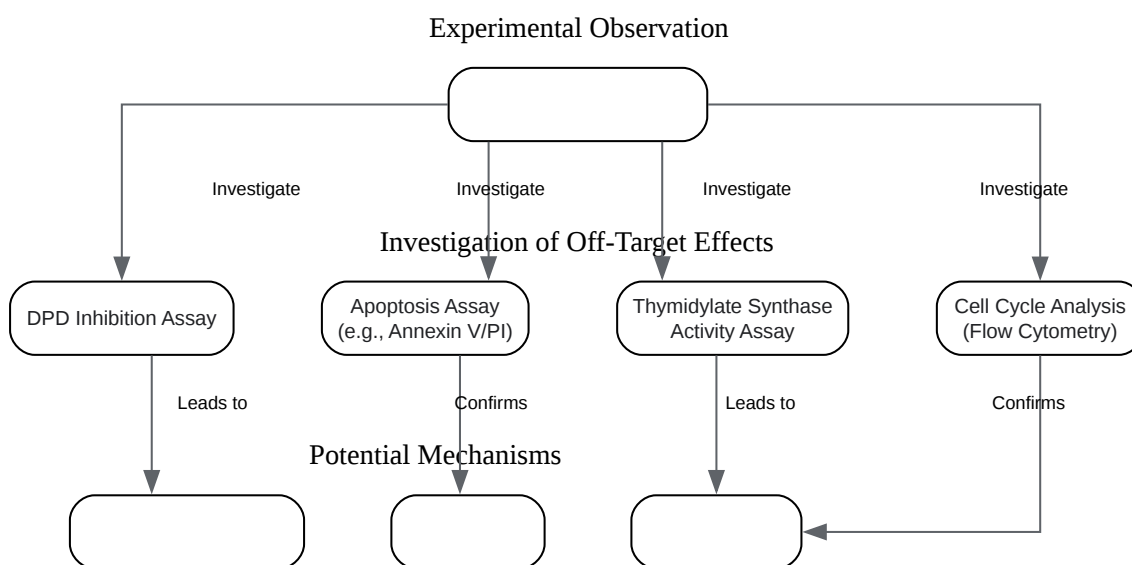 Experimental Observation
Investigate
Investigate
Investigate
Investigate
Investigation of Off-Target Effects
DPD Inhibition Assay
Apoptosis Assay
(e.g., Annexin V/PI)
Thymidylate Synthase
Activity Assay
Cell Cycle Analysis
(Flow Cytometry)
Leads to
Confirms
Leads to
Confirms
Potential Mechanisms